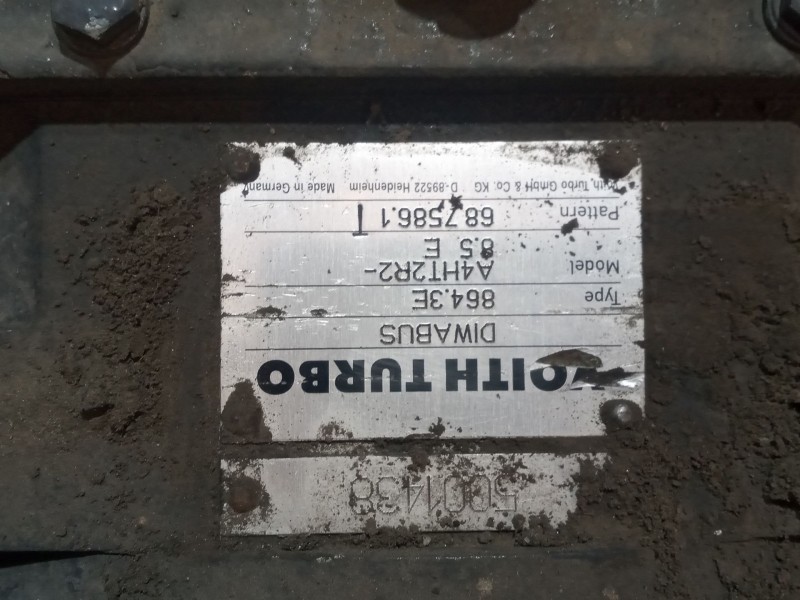 5001438
VOITH TURBO
DIWABUS
Type 864.3E
Model A4HT2R2-
8.5 E
Pattern 68.7586.1
Voith, Turbo GmbH & Co. KG D-89522 Heidenheim Made in Germany